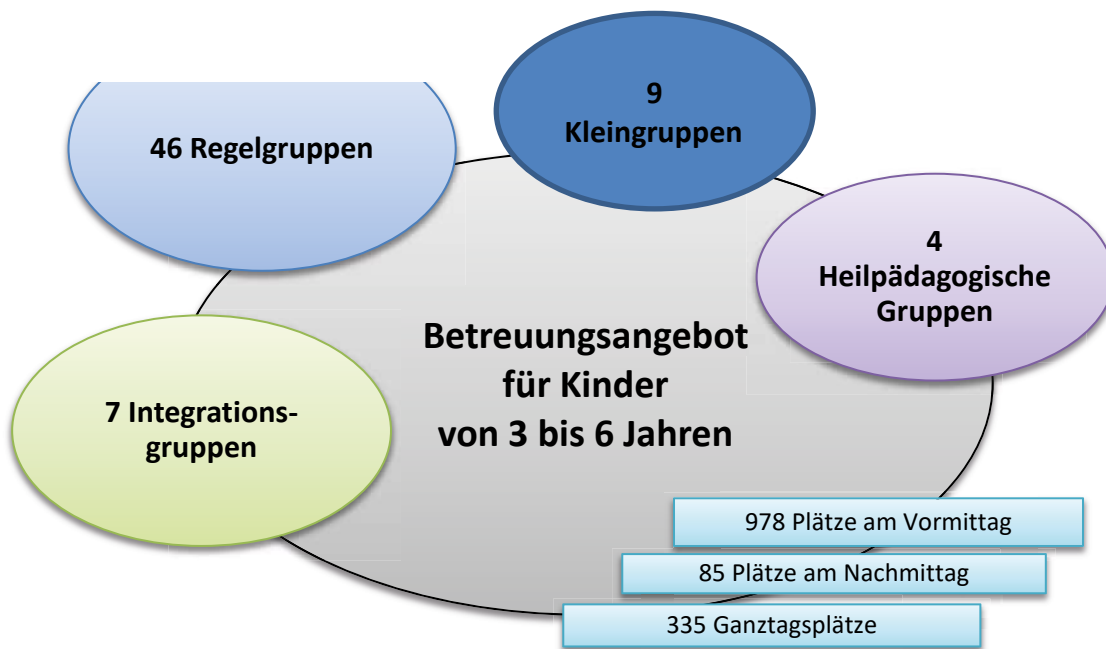 9
Kleingruppen
46 Regelgruppen
4
Heilpädagogische
Gruppen
Betreuungsangebot
für Kinder
von 3 bis 6 Jahren
7 Integrations-
gruppen
978 Plätze am Vormittag
85 Plätze am Nachmittag
335 Ganztagsplätze